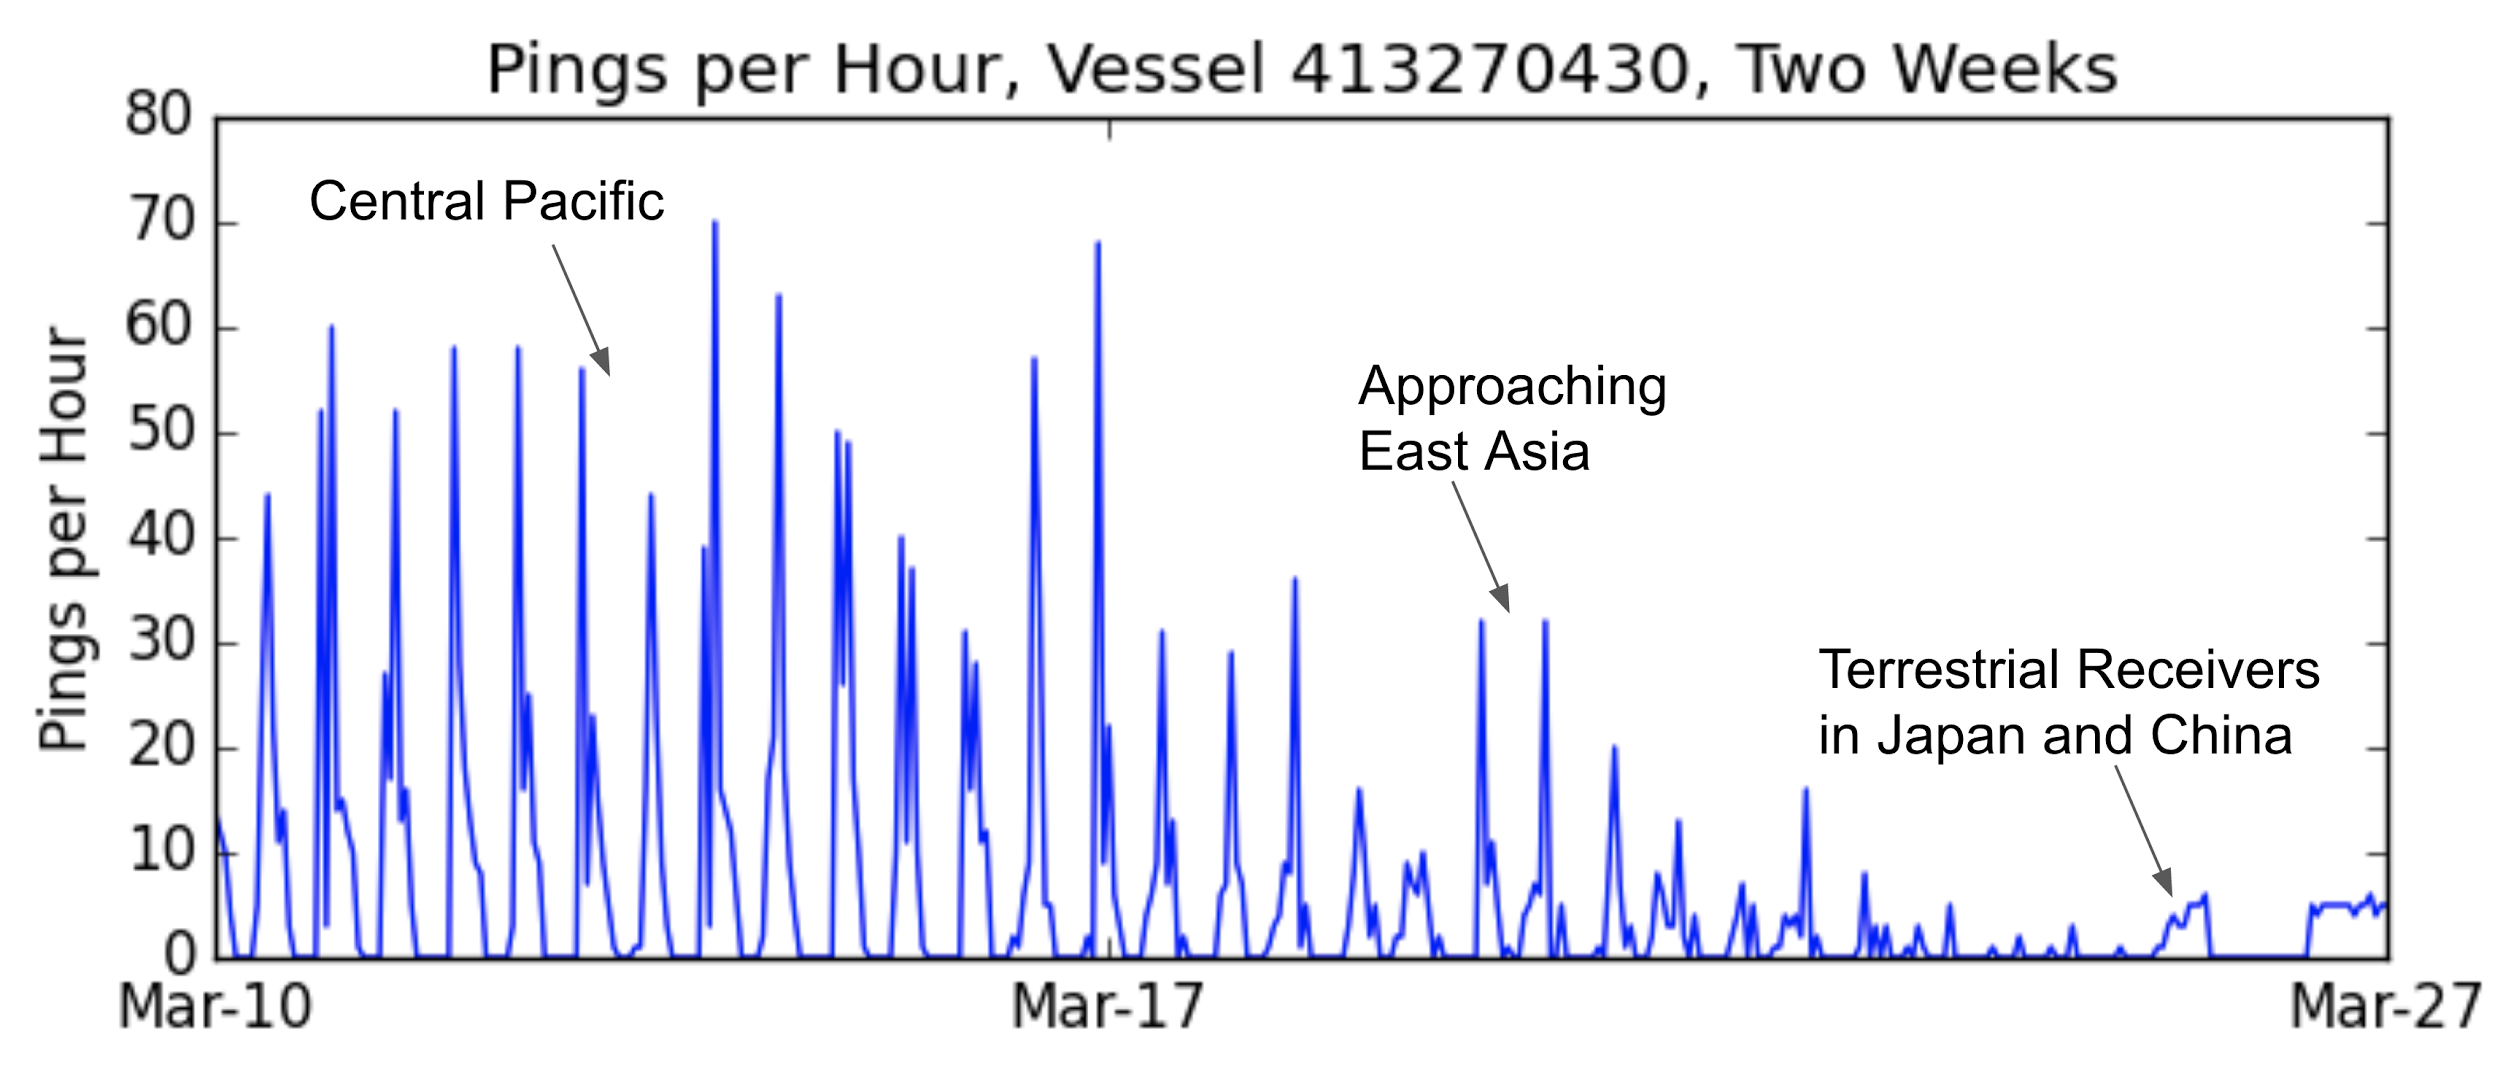 Pings per Hour, Vessel 413270430, Two Weeks
80
70
60
50
40
30
20
10
0
Pings per Hour
Central Pacific
Approaching
East Asia
Terrestrial Receivers
in Japan and China
Mar-10
Mar-17
Mar-27